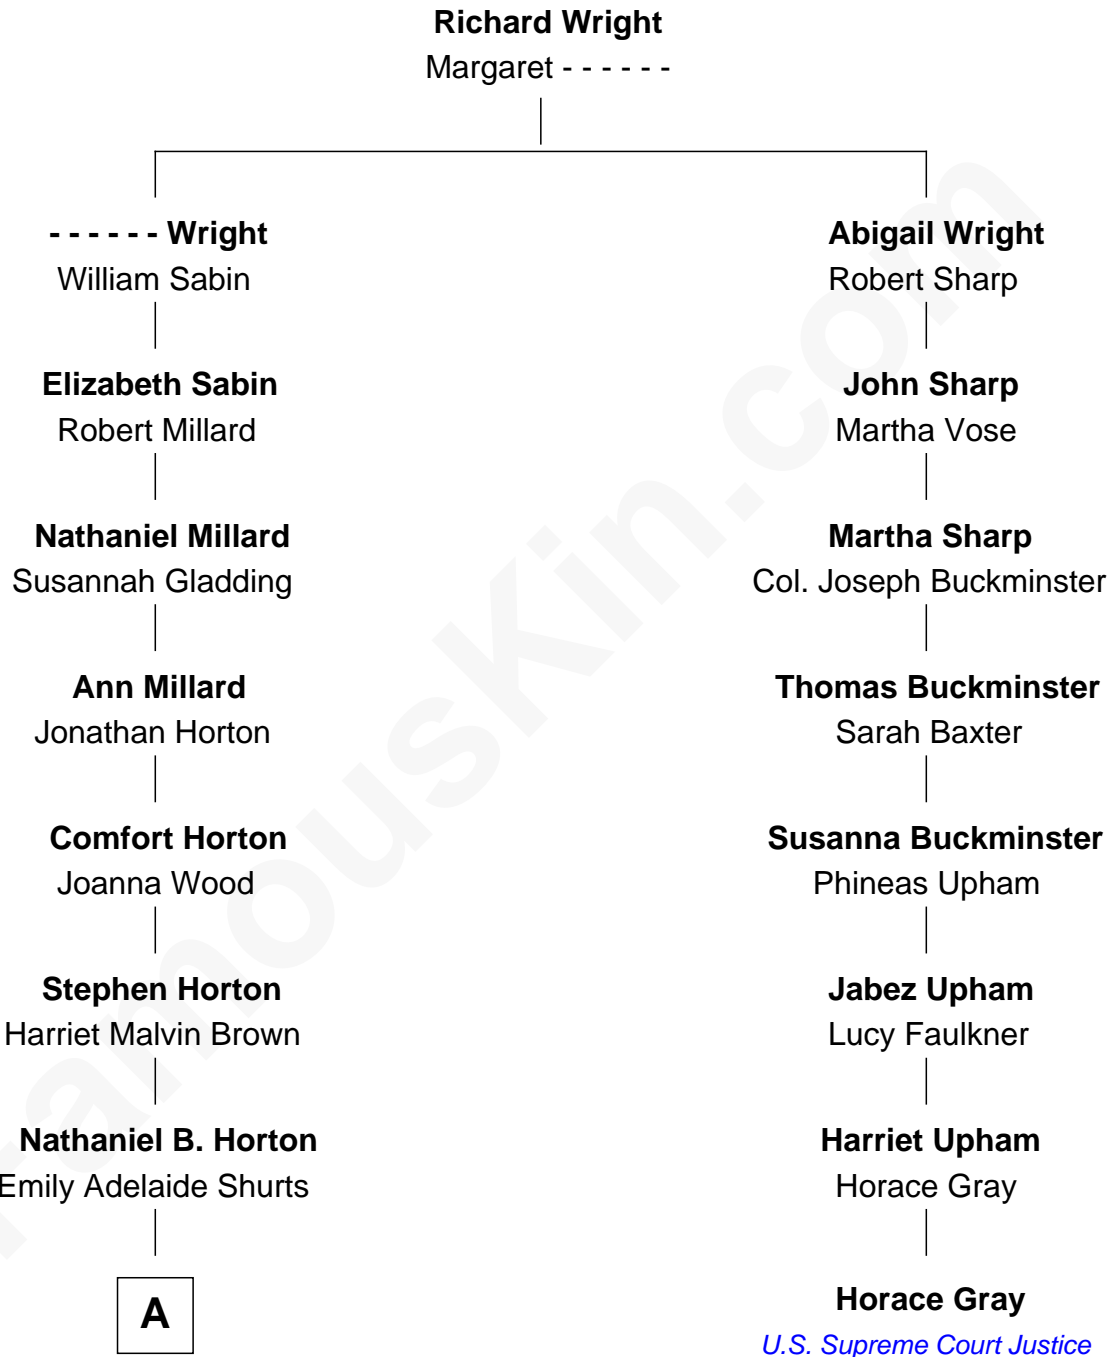 Richard Wright
Margaret - - - - - -
- - - - - - Wright
William Sabin
Elizabeth Sabin
Robert Millard
Nathaniel Millard
Susannah Gladding
Ann Millard
Jonathan Horton
Comfort Horton
Joanna Wood
Stephen Horton
Harriet Malvin Brown
Nathaniel B. Horton
Emily Adelaide Shurts
A
Abigail Wright
Robert Sharp
John Sharp
Martha Vose
Martha Sharp
Col. Joseph Buckminster
Thomas Buckminster
Sarah Baxter
Susanna Buckminster
Phineas Upham
Jabez Upham
Lucy Faulkner
Harriet Upham
Horace Gray
Horace Gray
U.S. Supreme Court Justice
FamousKin.com